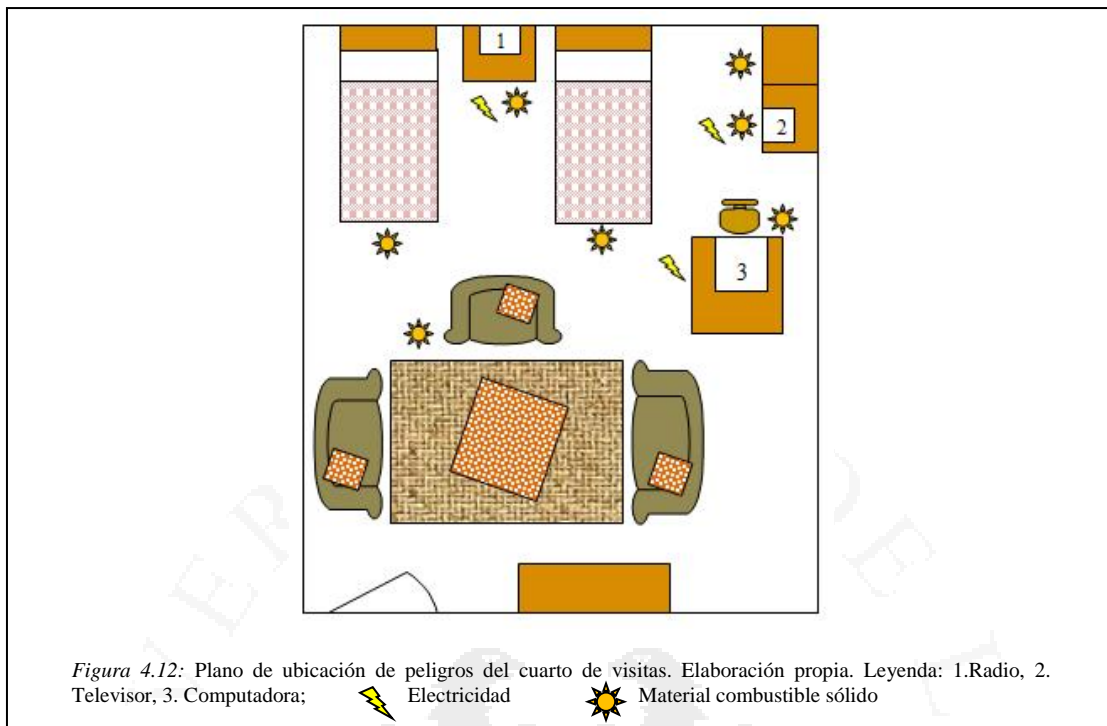 1
2
3
Figura 4.12: Plano de ubicación de peligros del cuarto de visitas. Elaboración propia. Leyenda: 1.Radio, 2.
Televisor, 3. Computadora; Electricidad Material combustible sólido